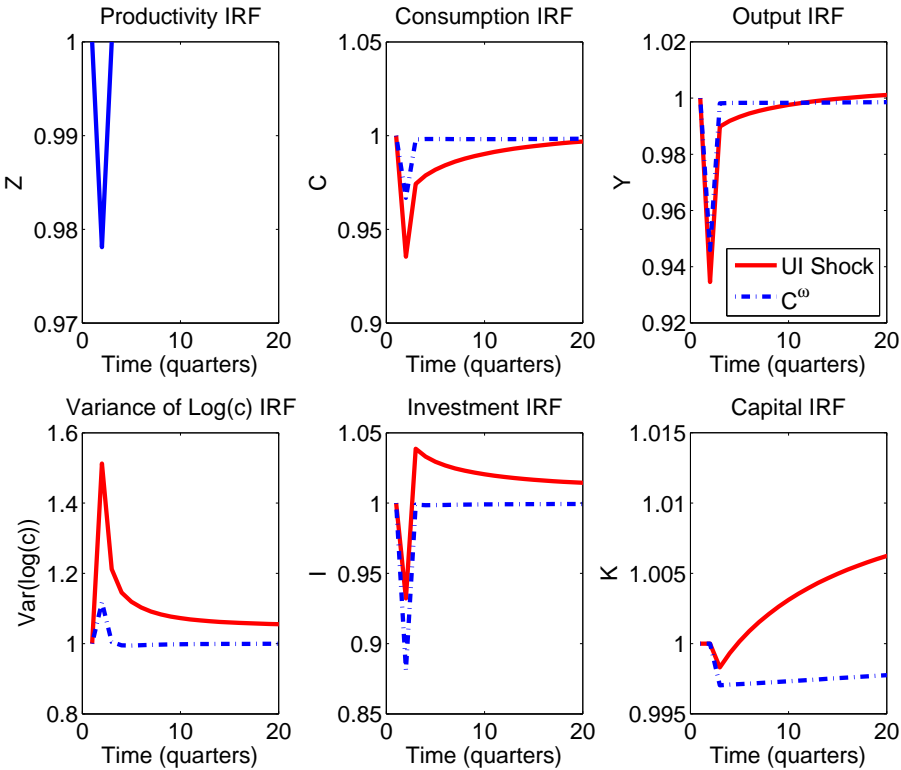 Productivity IRF
1
0.99
0.98
0.97
Z
0
10
20
Time (quarters)
Consumption IRF
1.05
1
0.95
0.9
C
0
10
20
Time (quarters)
Output IRF
1.02
1
0.98
0.96
0.94
0.92
Y
UI Shock
C^ω
0
10
20
Time (quarters)
Variance of Log(c) IRF
1.6
1.4
1.2
1
0.8
Var(log(c))
0
10
20
Time (quarters)
Investment IRF
1.05
1
0.95
0.9
0.85
I
0
10
20
Time (quarters)
Capital IRF
1.015
1.01
1.005
1
0.995
K
0
10
20
Time (quarters)